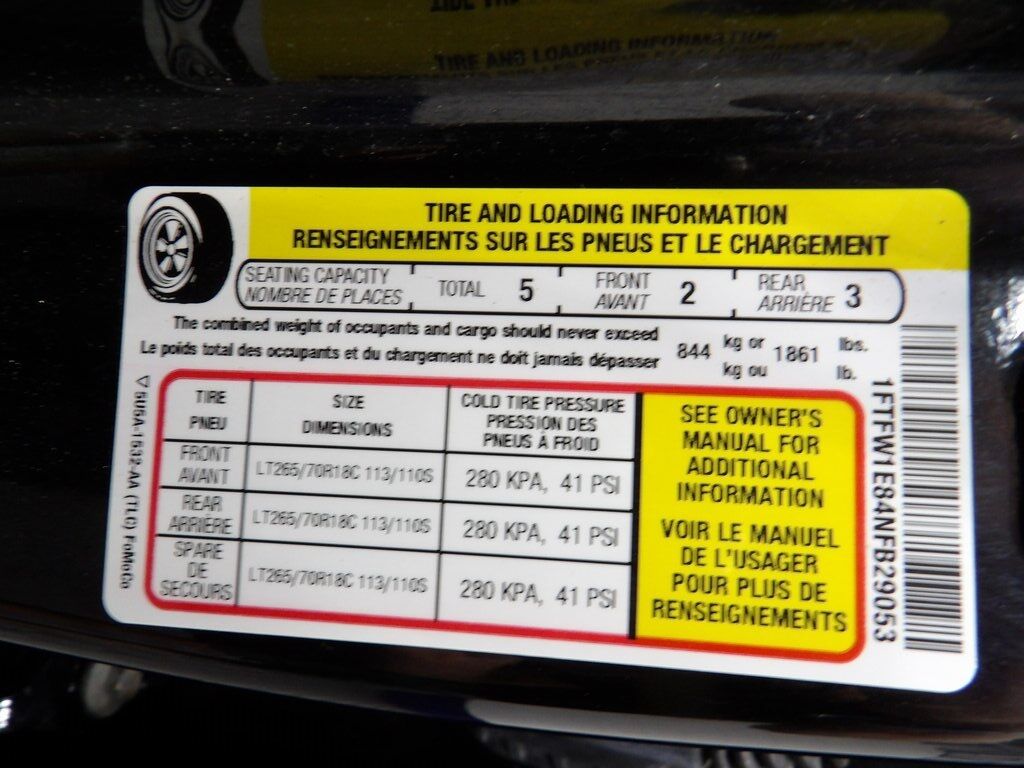 TIRE AND LOADING INFORMATION
TIRE AND LOADING INFORMATION
RENSEIGNEMENTS SUR LES PNEUS ET LE CHARGEMENT
SEATING CAPACITY
NOMBRE DE PLACES
TOTAL 5
FRONT
AVANT 2
REAR
ARRIÈRE 3
The combined weight of occupants and cargo should never exceed
Le poids total des occupants et du chargement ne doit jamais dépasser
844 kg or 1861 lbs.
kg ou lb.
TIRE
PNEU
SIZE
DIMENSIONS
COLD TIRE PRESSURE
PRESSION DES
PNEUS À FROID
FRONT
AVANT
LT265/70R18C 113/110S
280 KPA, 41 PSI
REAR
ARRIÈRE
LT265/70R18C 113/110S
280 KPA, 41 PSI
SPARE
DE
SECOURS
LT265/70R18C 113/110S
280 KPA, 41 PSI
SEE OWNER'S
MANUAL FOR
ADDITIONAL
INFORMATION
VOIR LE MANUEL
DE L'USAGER
POUR PLUS DE
RENSEIGNEMENTS
1FTFW1E84NFB29053
▽5U5A-1532-AA (TLC) FoMoCo